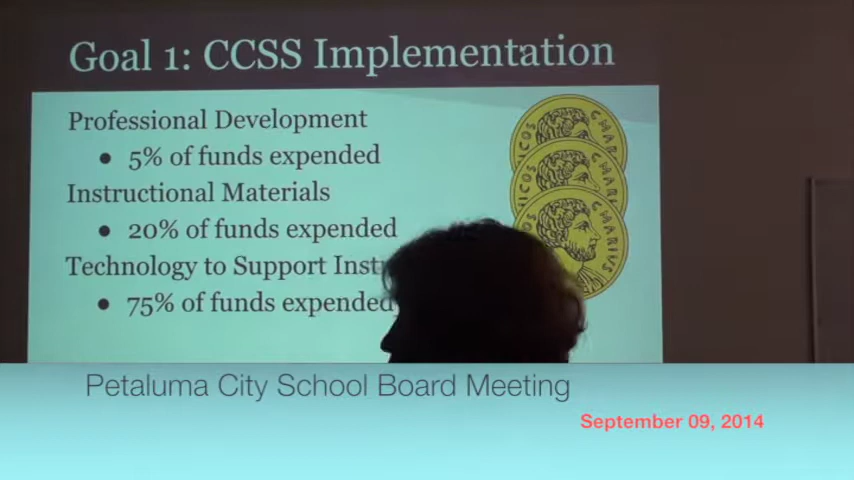 Goal 1: CCSS Implementation
Professional Development
• 5% of funds expended
Instructional Materials
• 20% of funds expended
Technology to Support
• 75% of funds expended
CHARIUS
Petaluma City School Board Meeting
September 09, 2014